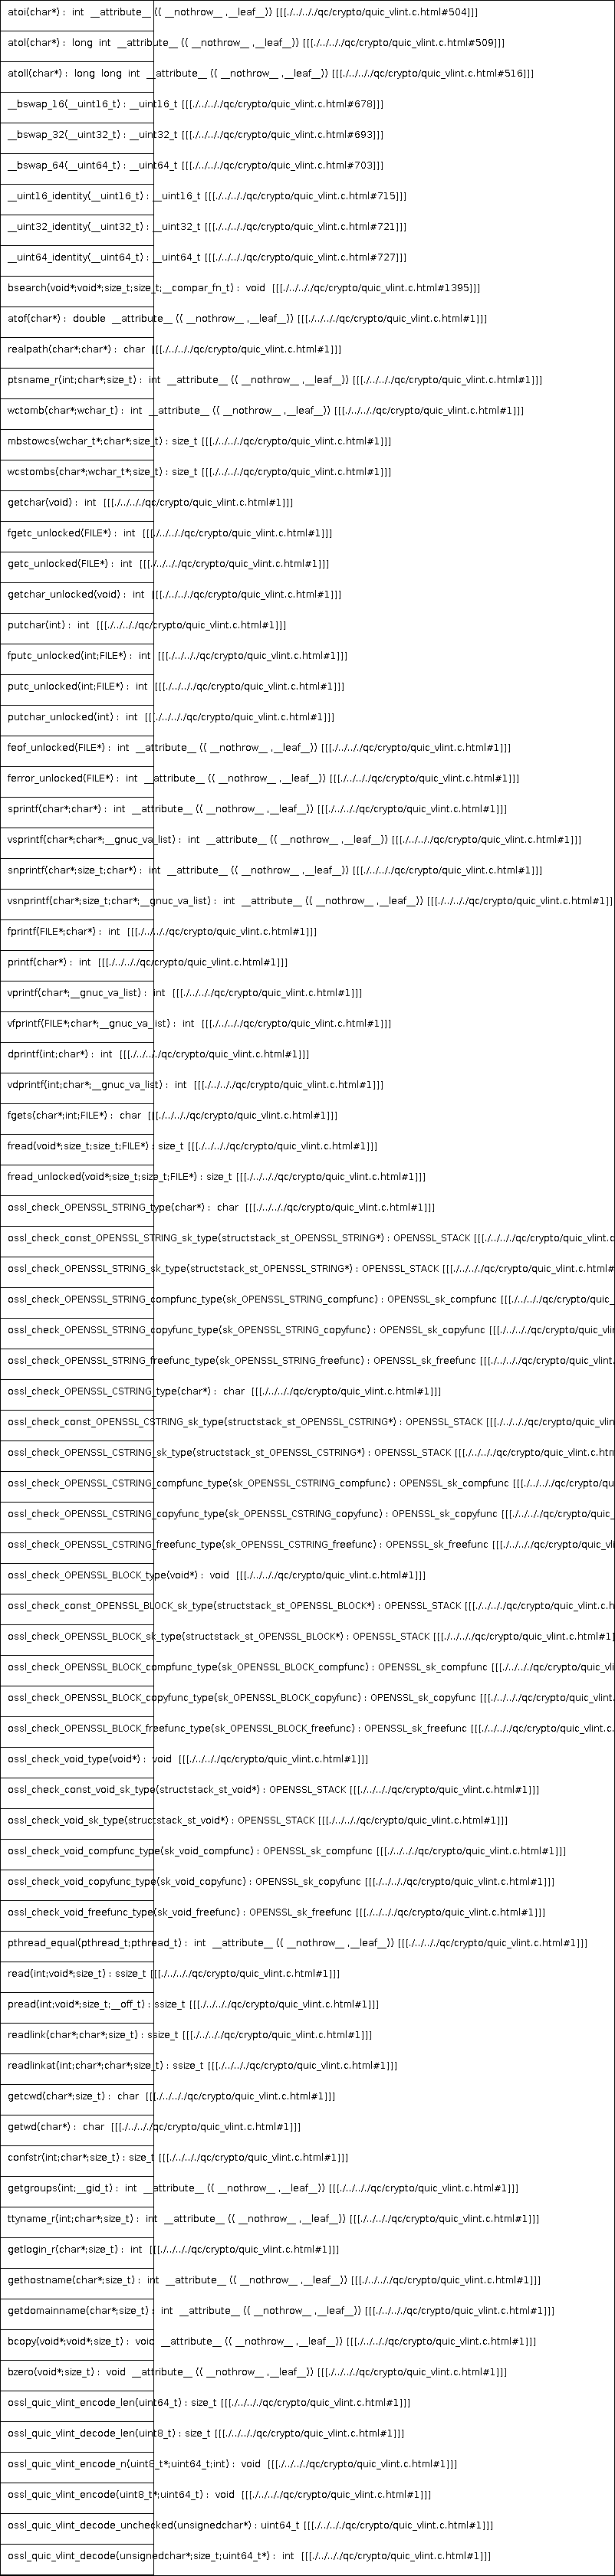 atoi(char*) : int __attribute__ (( __nothrow__ ,__leaf__)) [[[./../../../qc/crypto/quic_vlint.c.html#504]]]
atol(char*) : long int __attribute__ (( __nothrow__ ,__leaf__)) [[[./../../../qc/crypto/quic_vlint.c.html#509]]]
atoll(char*) : long long int __attribute__ (( __nothrow__ ,__leaf__)) [[[./../../../qc/crypto/quic_vlint.c.html#516]]]
__bswap_16(__uint16_t) : __uint16_t [[[./../../../qc/crypto/quic_vlint.c.html#678]]]
__bswap_32(__uint32_t) : __uint32_t [[[./../../../qc/crypto/quic_vlint.c.html#693]]]
__bswap_64(__uint64_t) : __uint64_t [[[./../../../qc/crypto/quic_vlint.c.html#703]]]
__uint16_identity(__uint16_t) : __uint16_t [[[./../../../qc/crypto/quic_vlint.c.html#715]]]
__uint32_identity(__uint32_t) : __uint32_t [[[./../../../qc/crypto/quic_vlint.c.html#721]]]
__uint64_identity(__uint64_t) : __uint64_t [[[./../../../qc/crypto/quic_vlint.c.html#727]]]
bsearch(void*;void*;size_t;size_t;__compar_fn_t) : void [[[./../../../qc/crypto/quic_vlint.c.html#1395]]]
atof(char*) : double __attribute__ (( __nothrow__ ,__leaf__)) [[[./../../../qc/crypto/quic_vlint.c.html#1]]]
realpath(char*;char*) : char [[[./../../../qc/crypto/quic_vlint.c.html#1]]]
ptsname_r(int;char*;size_t) : int __attribute__ (( __nothrow__ ,__leaf__)) [[[./../../../qc/crypto/quic_vlint.c.html#1]]]
wctomb(char*;wchar_t) : int __attribute__ (( __nothrow__ ,__leaf__)) [[[./../../../qc/crypto/quic_vlint.c.html#1]]]
mbstowcs(wchar_t*;char*;size_t) : size_t [[[./../../../qc/crypto/quic_vlint.c.html#1]]]
wcstombs(char*;wchar_t*;size_t) : size_t [[[./../../../qc/crypto/quic_vlint.c.html#1]]]
getchar(void) : int [[[./../../../qc/crypto/quic_vlint.c.html#1]]]
fgetc_unlocked(FILE*) : int [[[./../../../qc/crypto/quic_vlint.c.html#1]]]
getc_unlocked(FILE*) : int [[[./../../../qc/crypto/quic_vlint.c.html#1]]]
getchar_unlocked(void) : int [[[./../../../qc/crypto/quic_vlint.c.html#1]]]
putchar(int) : int [[[./../../../qc/crypto/quic_vlint.c.html#1]]]
fputc_unlocked(int;FILE*) : int [[[./../../../qc/crypto/quic_vlint.c.html#1]]]
putc_unlocked(int;FILE*) : int [[[./../../../qc/crypto/quic_vlint.c.html#1]]]
putchar_unlocked(int) : int [[[./../../../qc/crypto/quic_vlint.c.html#1]]]
feof_unlocked(FILE*) : int __attribute__ (( __nothrow__ ,__leaf__)) [[[./../../../qc/crypto/quic_vlint.c.html#1]]]
ferror_unlocked(FILE*) : int __attribute__ (( __nothrow__ ,__leaf__)) [[[./../../../qc/crypto/quic_vlint.c.html#1]]]
sprintf(char*;char*) : int __attribute__ (( __nothrow__ ,__leaf__)) [[[./../../../qc/crypto/quic_vlint.c.html#1]]]
vsprintf(char*;char*;__gnuc_va_list) : int __attribute__ (( __nothrow__ ,__leaf__)) [[[./../../../qc/crypto/quic_vlint.c.html#1]]]
snprintf(char*;size_t;char*) : int __attribute__ (( __nothrow__ ,__leaf__)) [[[./../../../qc/crypto/quic_vlint.c.html#1]]]
vsnprintf(char*;size_t;char*;__gnuc_va_list) : int __attribute__ (( __nothrow__ ,__leaf__)) [[[./../../../qc/crypto/quic_vlint.c.html#1]]]
fprintf(FILE*;char*) : int [[[./../../../qc/crypto/quic_vlint.c.html#1]]]
printf(char*) : int [[[./../../../qc/crypto/quic_vlint.c.html#1]]]
vprintf(char*;__gnuc_va_list) : int [[[./../../../qc/crypto/quic_vlint.c.html#1]]]
vfprintf(FILE*;char*;__gnuc_va_list) : int [[[./../../../qc/crypto/quic_vlint.c.html#1]]]
dprintf(int;char*) : int [[[./../../../qc/crypto/quic_vlint.c.html#1]]]
vdprintf(int;char*;__gnuc_va_list) : int [[[./../../../qc/crypto/quic_vlint.c.html#1]]]
fgets(char*;int;FILE*) : char [[[./../../../qc/crypto/quic_vlint.c.html#1]]]
fread(void*;size_t;size_t;FILE*) : size_t [[[./../../../qc/crypto/quic_vlint.c.html#1]]]
fread_unlocked(void*;size_t;size_t;FILE*) : size_t [[[./../../../qc/crypto/quic_vlint.c.html#1]]]
ossl_check_OPENSSL_STRING_type(char*) : char [[[./../../../qc/crypto/quic_vlint.c.html#1]]]
ossl_check_const_OPENSSL_STRING_sk_type(structstack_st_OPENSSL_STRING*) : OPENSSL_STACK [[[./../../../qc/crypto/quic_vlint.c
ossl_check_OPENSSL_STRING_sk_type(structstack_st_OPENSSL_STRING*) : OPENSSL_STACK [[[./../../../qc/crypto/quic_vlint.c.html#
ossl_check_OPENSSL_STRING_compfunc_type(sk_OPENSSL_STRING_compfunc) : OPENSSL_sk_compfunc [[[./../../../qc/crypto/quic_
ossl_check_OPENSSL_STRING_copyfunc_type(sk_OPENSSL_STRING_copyfunc) : OPENSSL_sk_copyfunc [[[./../../../qc/crypto/quic_vli
ossl_check_OPENSSL_STRING_freefunc_type(sk_OPENSSL_STRING_freefunc) : OPENSSL_sk_freefunc [[[./../../../qc/crypto/quic_vlint.
ossl_check_OPENSSL_CSTRING_type(char*) : char [[[./../../../qc/crypto/quic_vlint.c.html#1]]]
ossl_check_const_OPENSSL_CSTRING_sk_type(structstack_st_OPENSSL_CSTRING*) : OPENSSL_STACK [[[./../../../qc/crypto/quic_vlin
ossl_check_OPENSSL_CSTRING_sk_type(structstack_st_OPENSSL_CSTRING*) : OPENSSL_STACK [[[./../../../qc/crypto/quic_vlint.c.htm
ossl_check_OPENSSL_CSTRING_compfunc_type(sk_OPENSSL_CSTRING_compfunc) : OPENSSL_sk_compfunc [[[./../../../qc/crypto/qu
ossl_check_OPENSSL_CSTRING_copyfunc_type(sk_OPENSSL_CSTRING_copyfunc) : OPENSSL_sk_copyfunc [[[./../../../qc/crypto/quic_
ossl_check_OPENSSL_CSTRING_freefunc_type(sk_OPENSSL_CSTRING_freefunc) : OPENSSL_sk_freefunc [[[./../../../qc/crypto/quic_vli
ossl_check_OPENSSL_BLOCK_type(void*) : void [[[./../../../qc/crypto/quic_vlint.c.html#1]]]
ossl_check_const_OPENSSL_BLOCK_sk_type(structstack_st_OPENSSL_BLOCK*) : OPENSSL_STACK [[[./../../../qc/crypto/quic_vlint.c.h
ossl_check_OPENSSL_BLOCK_sk_type(structstack_st_OPENSSL_BLOCK*) : OPENSSL_STACK [[[./../../../qc/crypto/quic_vlint.c.html#1]
ossl_check_OPENSSL_BLOCK_compfunc_type(sk_OPENSSL_BLOCK_compfunc) : OPENSSL_sk_compfunc [[[./../../../qc/crypto/quic_vli
ossl_check_OPENSSL_BLOCK_copyfunc_type(sk_OPENSSL_BLOCK_copyfunc) : OPENSSL_sk_copyfunc [[[./../../../qc/crypto/quic_vlint.
ossl_check_OPENSSL_BLOCK_freefunc_type(sk_OPENSSL_BLOCK_freefunc) : OPENSSL_sk_freefunc [[[./../../../qc/crypto/quic_vlint.c.
ossl_check_void_type(void*) : void [[[./../../../qc/crypto/quic_vlint.c.html#1]]]
ossl_check_const_void_sk_type(structstack_st_void*) : OPENSSL_STACK [[[./../../../qc/crypto/quic_vlint.c.html#1]]]
ossl_check_void_sk_type(structstack_st_void*) : OPENSSL_STACK [[[./../../../qc/crypto/quic_vlint.c.html#1]]]
ossl_check_void_compfunc_type(sk_void_compfunc) : OPENSSL_sk_compfunc [[[./../../../qc/crypto/quic_vlint.c.html#1]]]
ossl_check_void_copyfunc_type(sk_void_copyfunc) : OPENSSL_sk_copyfunc [[[./../../../qc/crypto/quic_vlint.c.html#1]]]
ossl_check_void_freefunc_type(sk_void_freefunc) : OPENSSL_sk_freefunc [[[./../../../qc/crypto/quic_vlint.c.html#1]]]
pthread_equal(pthread_t;pthread_t) : int __attribute__ (( __nothrow__ ,__leaf__)) [[[./../../../qc/crypto/quic_vlint.c.html#1]]]
read(int;void*;size_t) : ssize_t [[[./../../../qc/crypto/quic_vlint.c.html#1]]]
pread(int;void*;size_t;__off_t) : ssize_t [[[./../../../qc/crypto/quic_vlint.c.html#1]]]
readlink(char*;char*;size_t) : ssize_t [[[./../../../qc/crypto/quic_vlint.c.html#1]]]
readlinkat(int;char*;char*;size_t) : ssize_t [[[./../../../qc/crypto/quic_vlint.c.html#1]]]
getcwd(char*;size_t) : char [[[./../../../qc/crypto/quic_vlint.c.html#1]]]
getwd(char*) : char [[[./../../../qc/crypto/quic_vlint.c.html#1]]]
confstr(int;char*;size_t) : size_t [[[./../../../qc/crypto/quic_vlint.c.html#1]]]
getgroups(int;__gid_t) : int __attribute__ (( __nothrow__ ,__leaf__)) [[[./../../../qc/crypto/quic_vlint.c.html#1]]]
ttyname_r(int;char*;size_t) : int __attribute__ (( __nothrow__ ,__leaf__)) [[[./../../../qc/crypto/quic_vlint.c.html#1]]]
getlogin_r(char*;size_t) : int [[[./../../../qc/crypto/quic_vlint.c.html#1]]]
gethostname(char*;size_t) : int __attribute__ (( __nothrow__ ,__leaf__)) [[[./../../../qc/crypto/quic_vlint.c.html#1]]]
getdomainname(char*;size_t) : int __attribute__ (( __nothrow__ ,__leaf__)) [[[./../../../qc/crypto/quic_vlint.c.html#1]]]
bcopy(void*;void*;size_t) : void __attribute__ (( __nothrow__ ,__leaf__)) [[[./../../../qc/crypto/quic_vlint.c.html#1]]]
bzero(void*;size_t) : void __attribute__ (( __nothrow__ ,__leaf__)) [[[./../../../qc/crypto/quic_vlint.c.html#1]]]
ossl_quic_vlint_encode_len(uint64_t) : size_t [[[./../../../qc/crypto/quic_vlint.c.html#1]]]
ossl_quic_vlint_decode_len(uint8_t) : size_t [[[./../../../qc/crypto/quic_vlint.c.html#1]]]
ossl_quic_vlint_encode_n(uint8_t*;uint64_t;int) : void [[[./../../../qc/crypto/quic_vlint.c.html#1]]]
ossl_quic_vlint_encode(uint8_t*;uint64_t) : void [[[./../../../qc/crypto/quic_vlint.c.html#1]]]
ossl_quic_vlint_decode_unchecked(unsignedchar*) : uint64_t [[[./../../../qc/crypto/quic_vlint.c.html#1]]]
ossl_quic_vlint_decode(unsignedchar*;size_t;uint64_t*) : int [[[./../../../qc/crypto/quic_vlint.c.html#1]]]